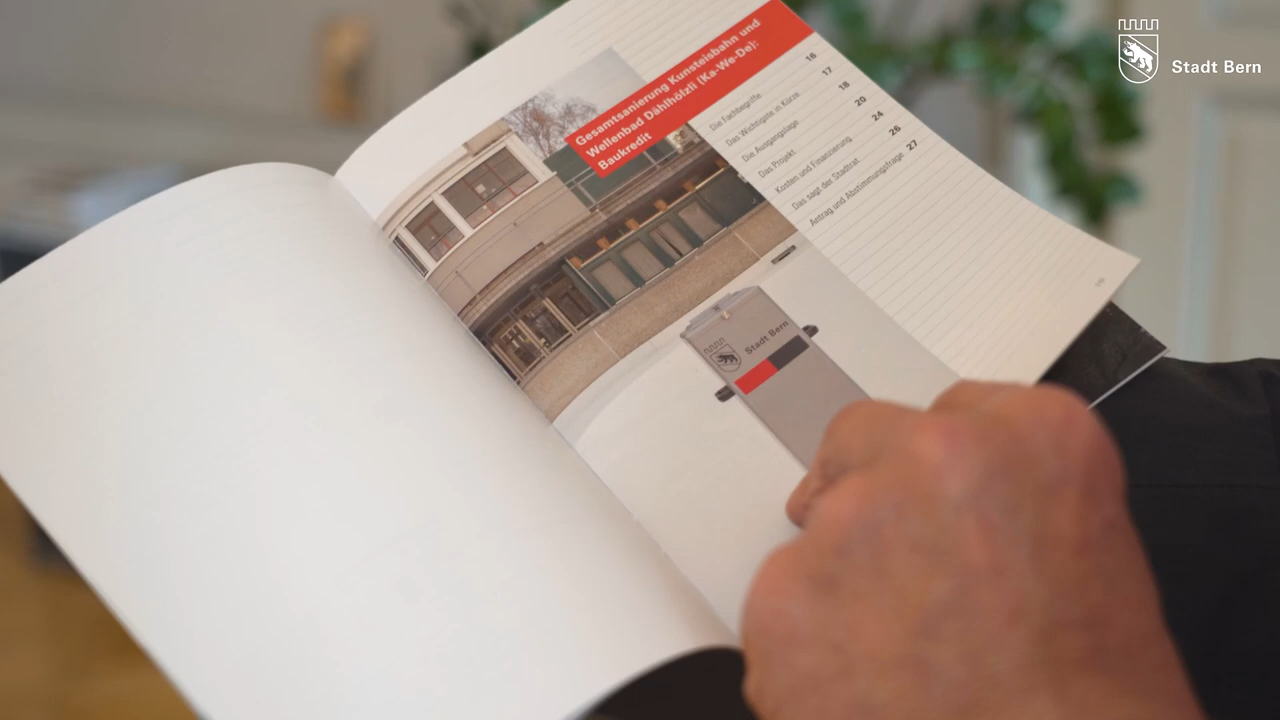 Stadt Bern
Gesamtsanierung Kunsteisbahn und
Wellenbad Dählhölzli (Ka-We-De):
Baukredit
Die Fachbegriffe 16
Das Wichtigste in Kürze 17
Die Ausgangslage 18
Das Projekt 20
Kosten und Finanzierung 24
Das sagt der Stadtrat 26
Antrag und Abstimmungsfrage 27
Stadt Bern